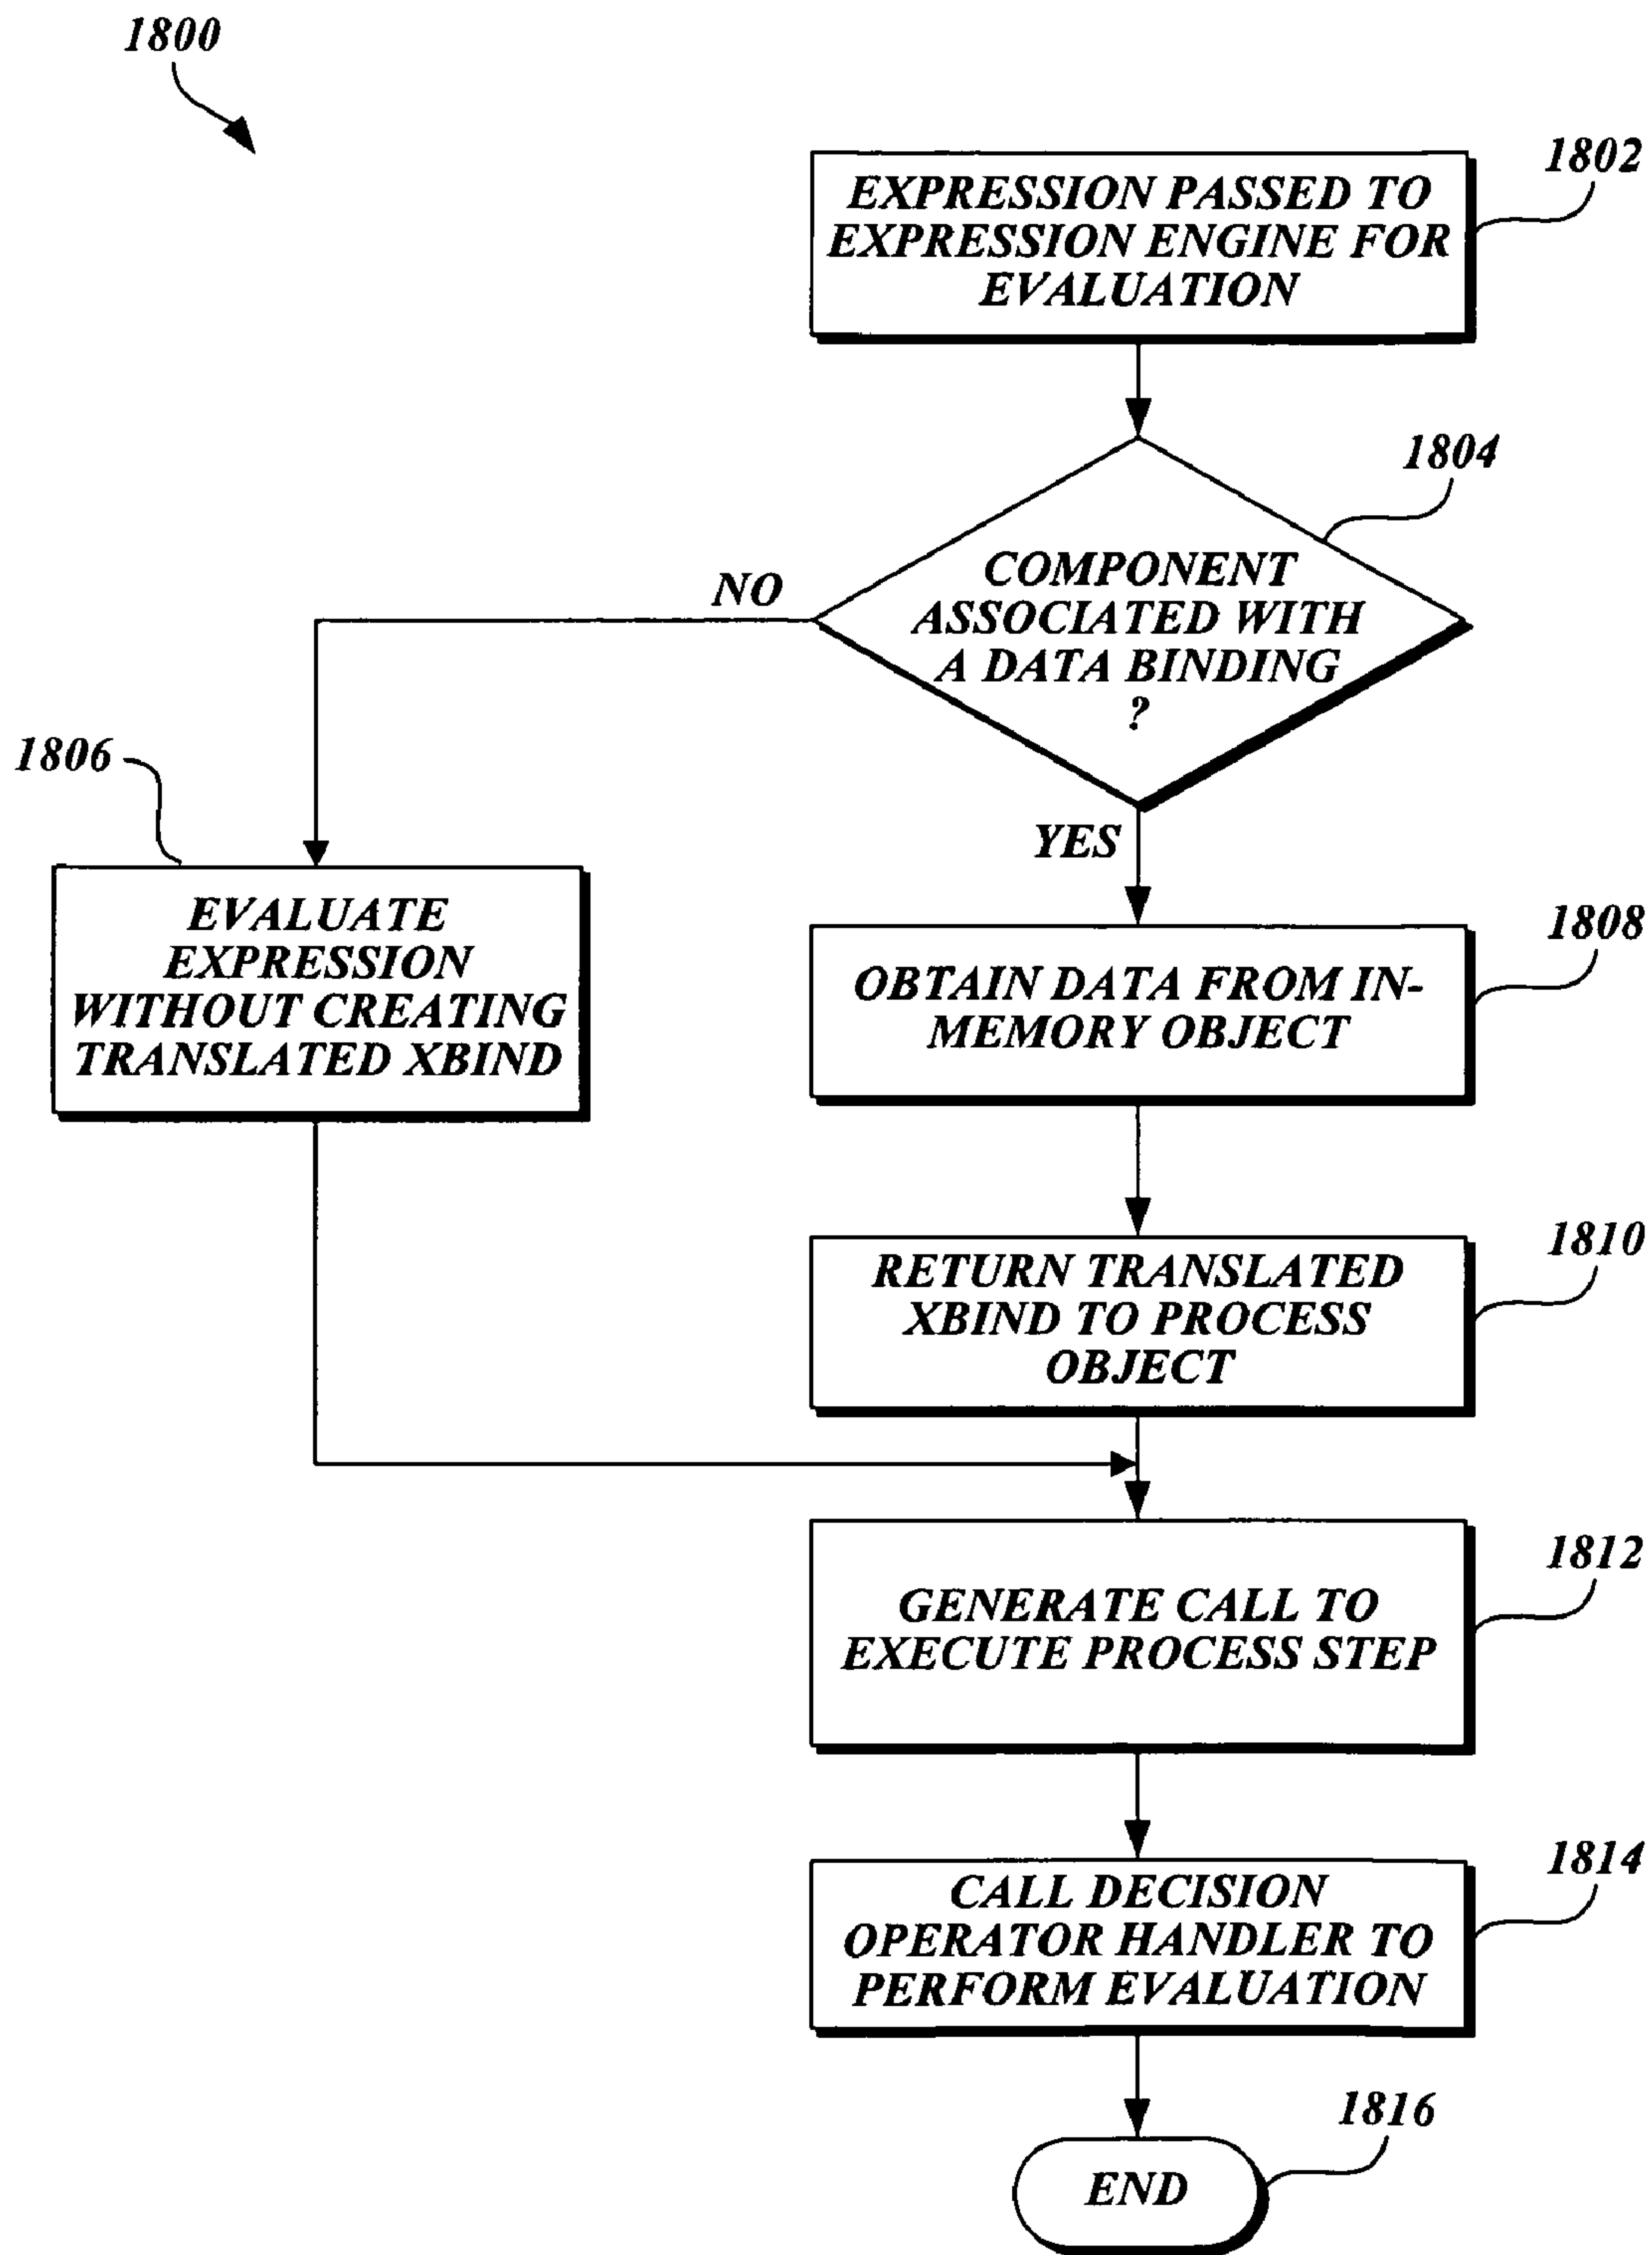 1800
1802
EXPRESSION PASSED TO
EXPRESSION ENGINE FOR
EVALUATION
1804
COMPONENT
ASSOCIATED WITH
A DATA BINDING
?
NO
YES
1806
EVALUATE
EXPRESSION
WITHOUT CREATING
TRANSLATED XBIND
1808
OBTAIN DATA FROM IN-
MEMORY OBJECT
1810
RETURN TRANSLATED
XBIND TO PROCESS
OBJECT
1812
GENERATE CALL TO
EXECUTE PROCESS STEP
1814
CALL DECISION
OPERATOR HANDLER TO
PERFORM EVALUATION
1816
END